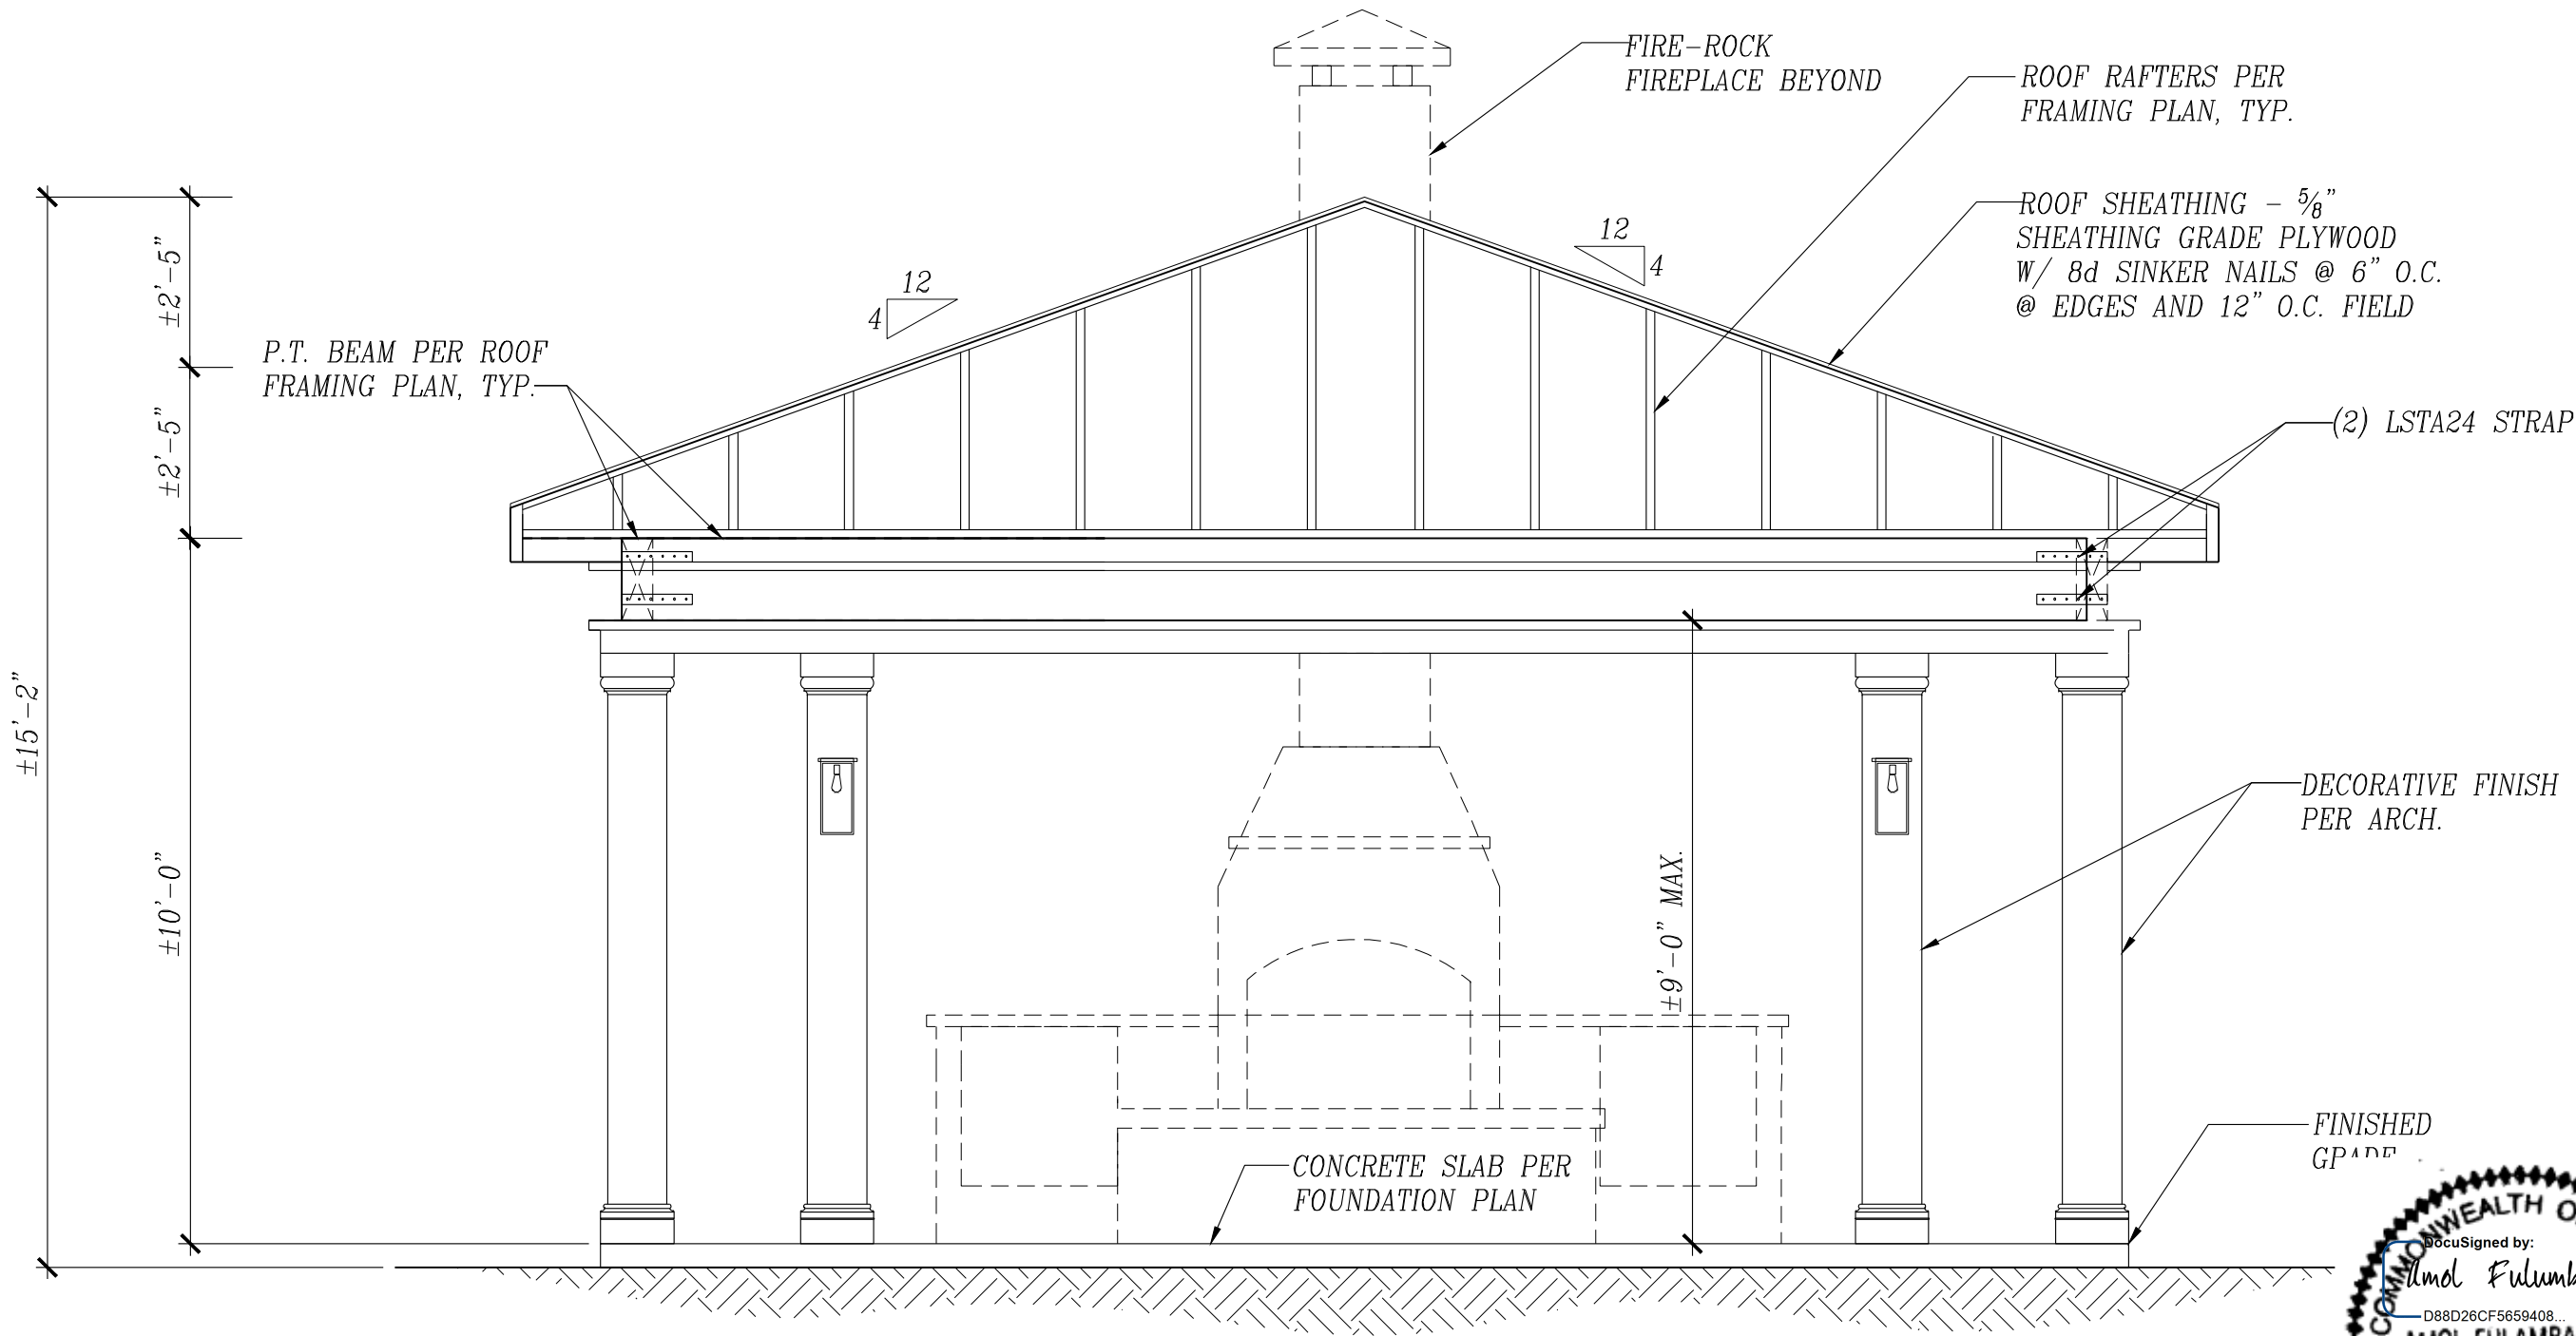 FIRE-ROCK
FIREPLACE BEYOND
ROOF RAFTERS PER
FRAMING PLAN, TYP.
ROOF SHEATHING - 5/8"
SHEATHING GRADE PLYWOOD
W/ 8d SINKER NAILS @ 6" O.C.
@ EDGES AND 12" O.C. FIELD
12
4
12
4
P.T. BEAM PER ROOF
FRAMING PLAN, TYP.
(2) LSTA24 STRAP
±2'-5"
±2'-5"
±15'-2"
±10'-0"
±9'-0" MAX.
DECORATIVE FINISH
PER ARCH.
CONCRETE SLAB PER
FOUNDATION PLAN
FINISHED
COMMONWEALTH
DocuSigned by:
Amol
D88D26CF5659408...